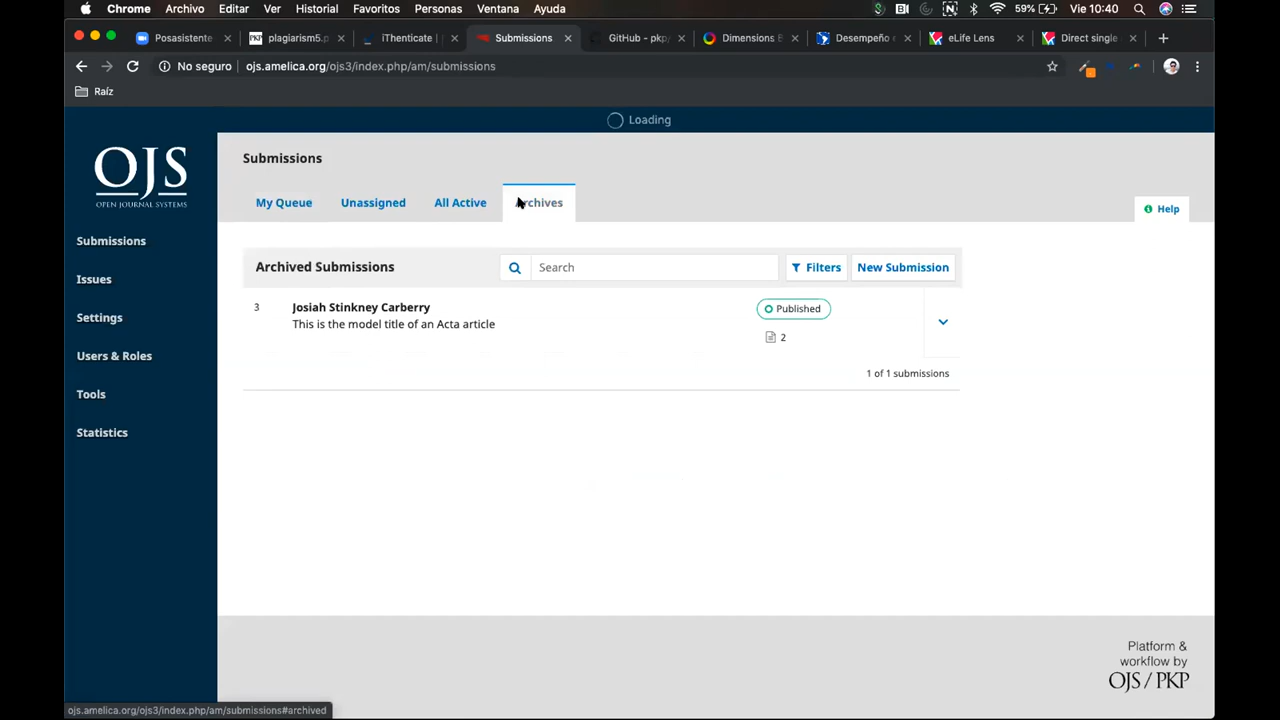 Chrome Archivo Editar Ver Historial Favoritos Personas Ventana Ayuda 59% Vie 10:40
Posasistente plagiarism5.p iThenticate | Submissions GitHub - pkp/ Dimensions Desempeño eLife Lens Direct single
No seguro ojs.amelica.org/ojs3/index.php/am/submissions
Raíz
Loading
OJS
OPEN JOURNAL SYSTEMS
Submissions
Issues
Settings
Users & Roles
Tools
Statistics
Submissions
My Queue Unassigned All Active Archives
Help
Archived Submissions Search Filters New Submission
3 Josiah Stinkney Carberry Published
This is the model title of an Acta article
2
1 of 1 submissions
Platform &
workflow by
OJS / PKP
ojs.amelica.org/ojs3/index.php/am/submissions#archived